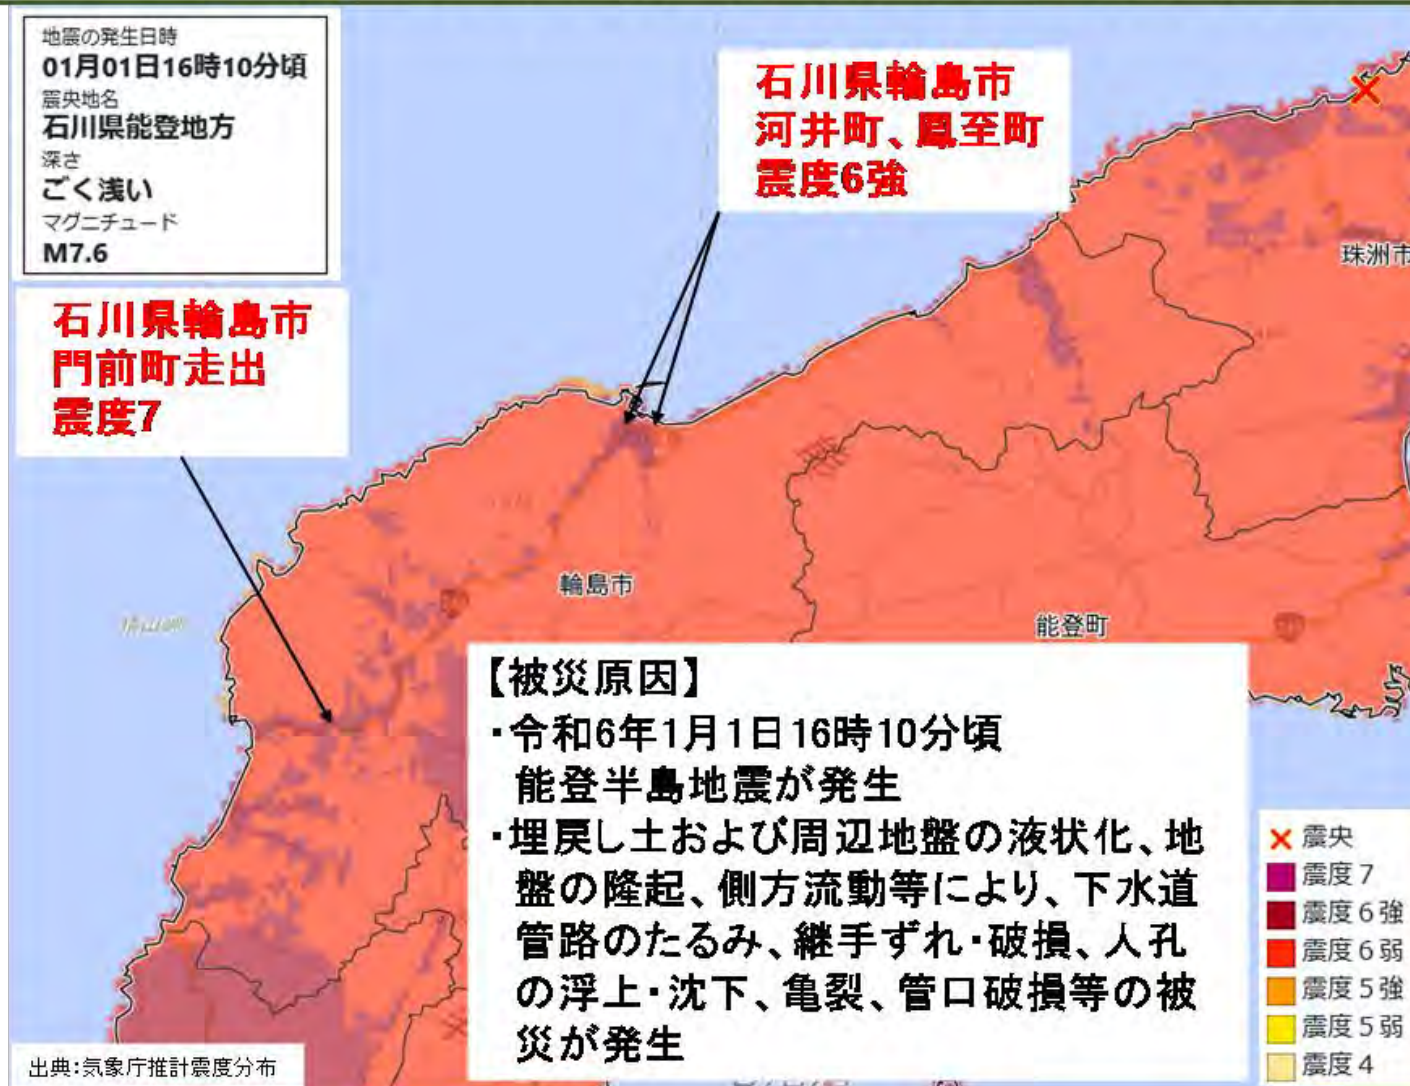 地震の発生日時
01月01日16時10分頃
震央地名
石川県能登地方
深さ
ごく浅い
マグニチュード
M7.6
石川県輪島市
河井町、鳳至町
震度6強
石川県輪島市
門前町走出
震度7
珠洲市
輪島市
能登町
【被災原因】
・令和6年1月1日16時10分頃
能登半島地震が発生
・埋戻し土および周辺地盤の液状化、地
盤の隆起、側方流動等により、下水道
管路のたるみ、継手ずれ・破損、人孔
の浮上・沈下、亀裂、管口破損等の被
災が発生
震央
震度7
震度6強
震度6弱
震度5強
震度5弱
震度4
出典：気象庁推計震度分布